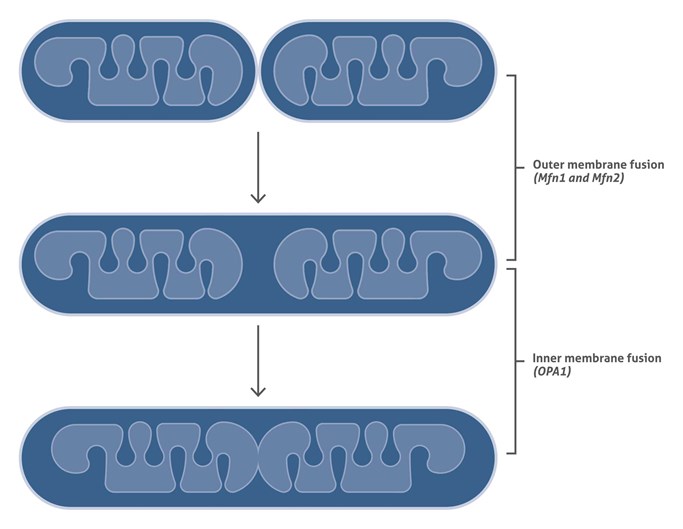 Outer membrane fusion
(Mfn1 and Mfn2)
Inner membrane fusion
(OPA1)